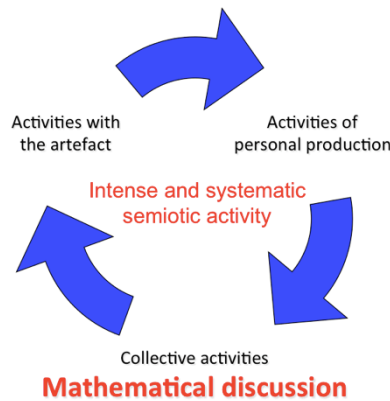 Activities with
the artefact
Activities of
personal production
Intense and systematic
semiotic activity
Collective activities
Mathematical discussion